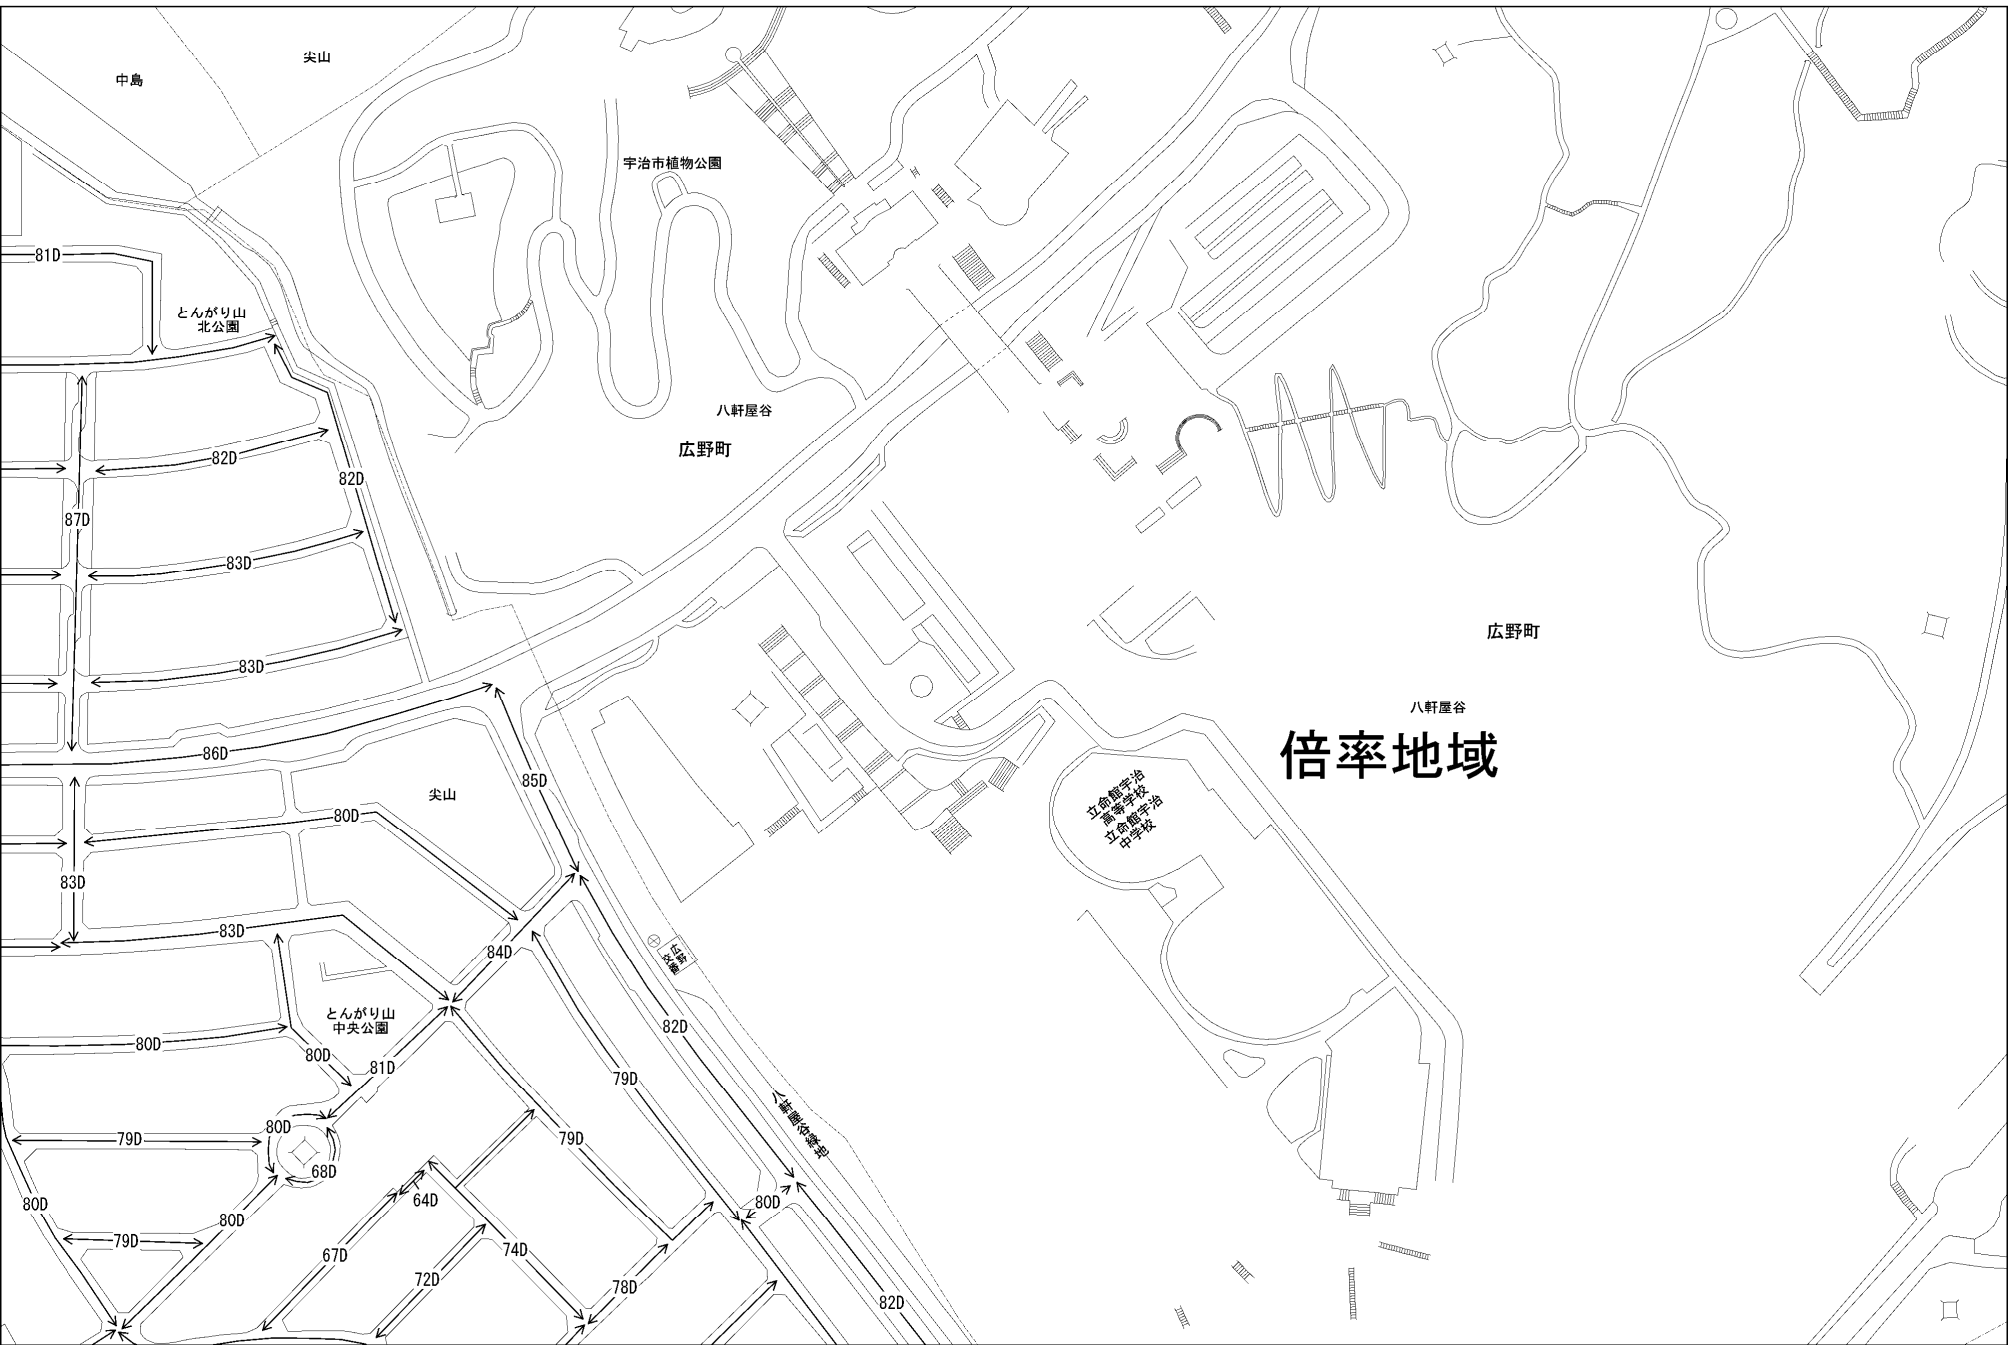 尖山
中島
宇治市植物公園
81D
とんがり山
北公園
八軒屋谷
広野町
82D
82D
87D
83D
広野町
83D
八軒屋谷
倍率地域
86D
85D
尖山
立命館宇治
高等学校
立命館宇治
中学校
80D
83D
83D
84D
広野
交番
とんがり山
中央公園
82D
80D
80D
81D
79D
八軒屋谷緑地
80D
79D
79D
68D
64D
80D
80D
80D
79D
74D
67D
72D
78D
82D